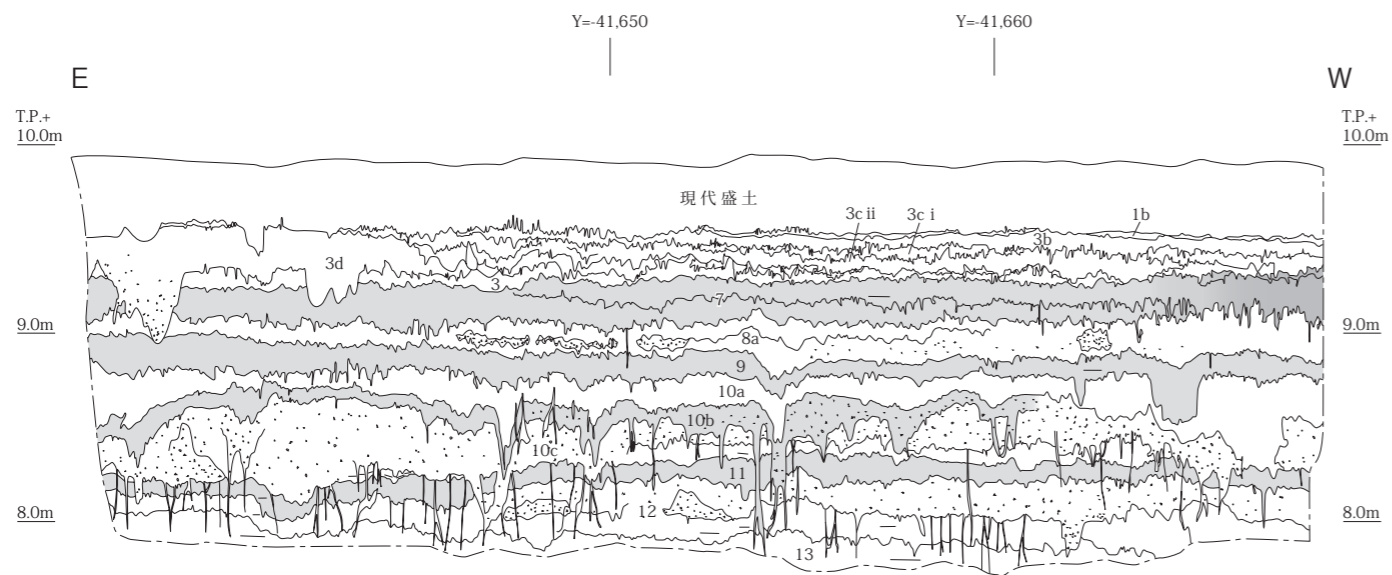 Y=-41,650
Y=-41,660
E
W
T.P.+
10.0m
T.P.+
10.0m
現代盛土
3c ii
3c i
1b
3b
3d
3
7
9.0m
9.0m
8a
9
10a
10b
10c
11
8.0m
12
8.0m
13